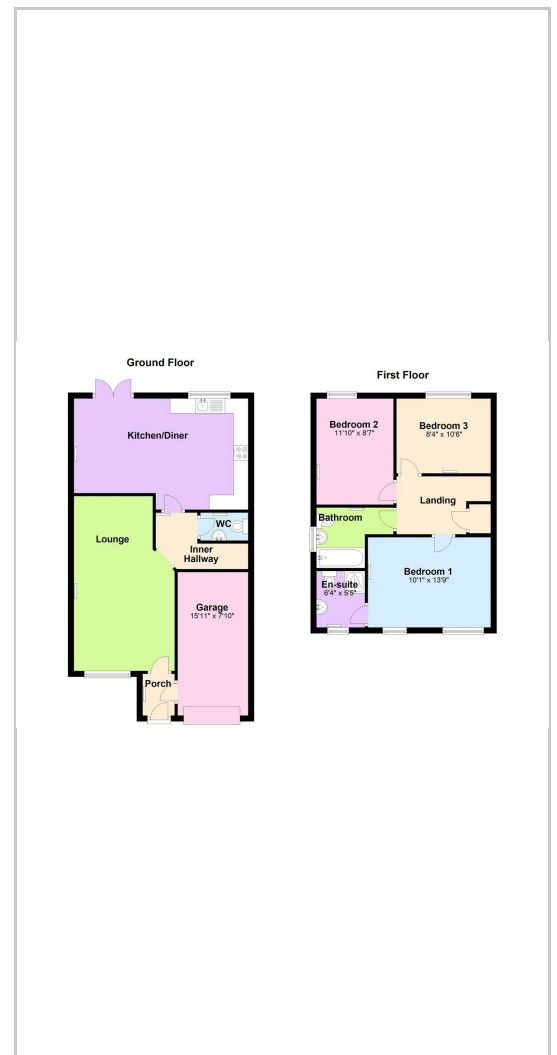 Ground Floor
Kitchen/Diner
WC
Lounge
Inner
Hallway
Garage
15'11" x 7'10"
Porch
First Floor
Bedroom 2
11'10" x 8'7"
Bedroom 3
8'4" x 10'6"
Landing
Bathroom
Bedroom 1
10'1" x 13'9"
En-suite
6'4" x 5'5"